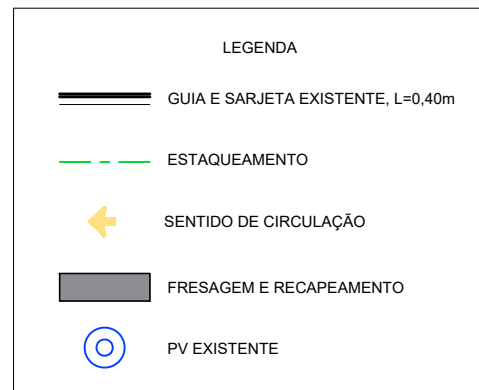 LEGENDA
GUIA E SARJETA EXISTENTE, L=0,40m
ESTAQUEAMENTO
SENTIDO DE CIRCULAÇÃO
FRESAGEM E RECAPEAMENTO
PV EXISTENTE